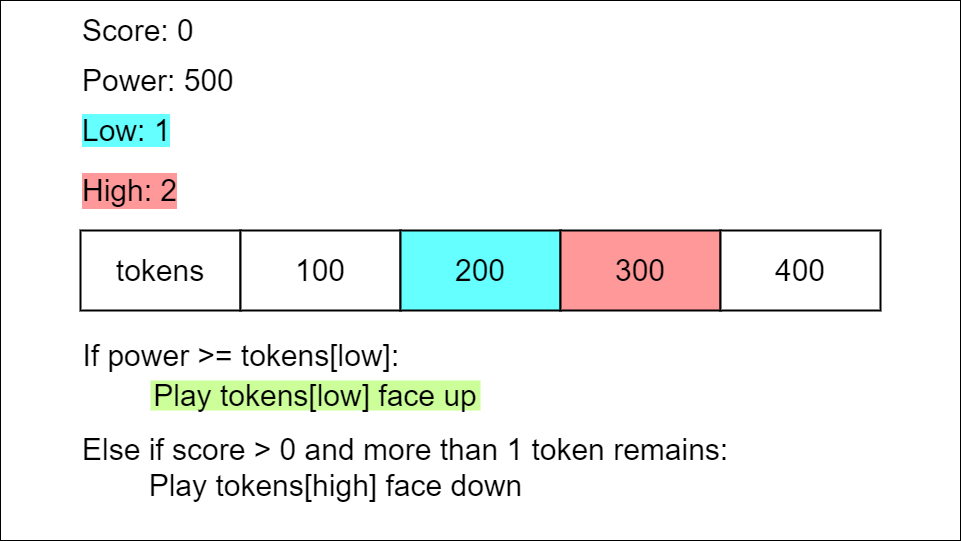 Score: 0
Power: 500
Low: 1
High: 2
tokens 100 200 300 400
If power >= tokens[low]:
Play tokens[low] face up
Else if score > 0 and more than 1 token remains:
Play tokens[high] face down